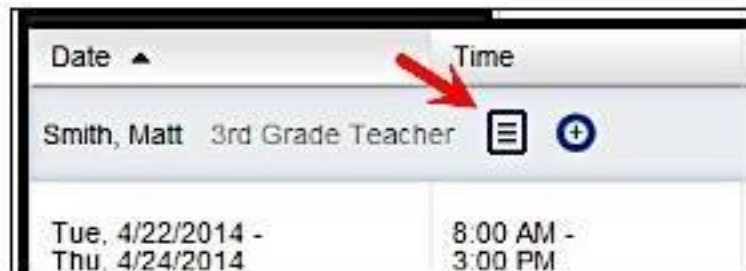 Date Time
Smith, Matt 3rd Grade Teacher
Tue, 4/22/2014 - 8:00 AM -
Thu, 4/24/2014 3:00 PM